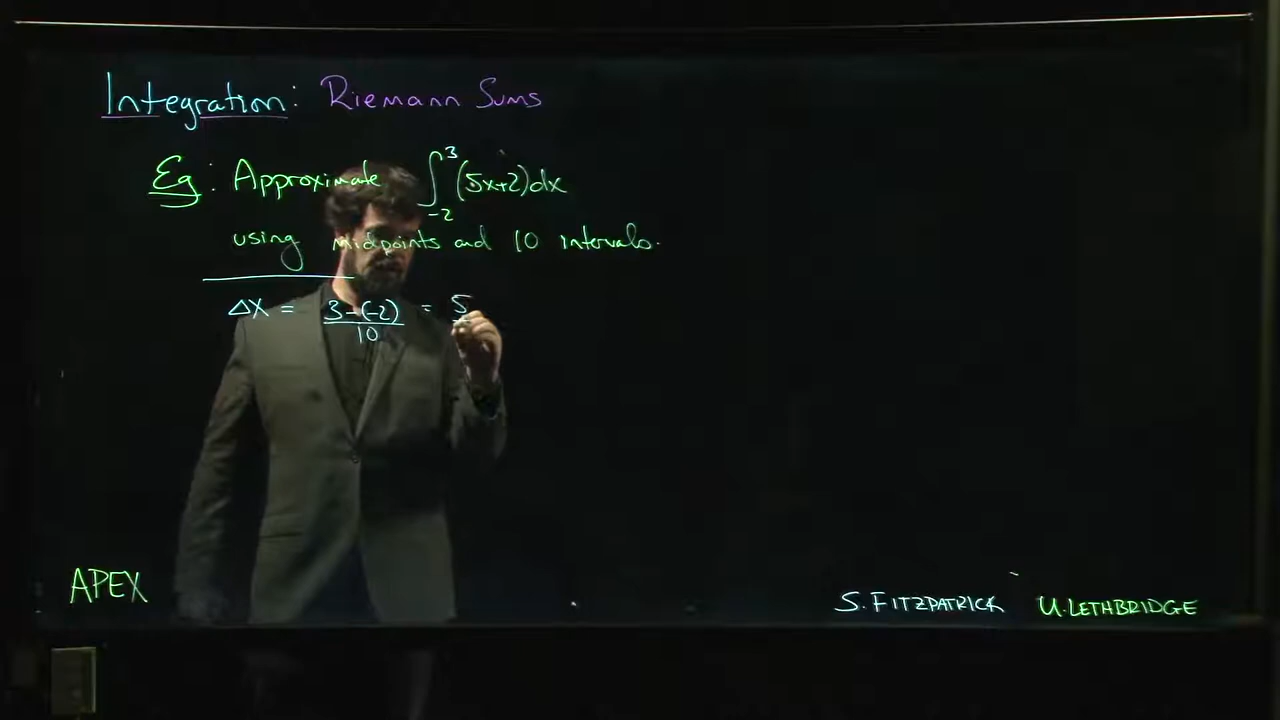 Integration: Riemann Sums
Eg: Approximate ∫_{-2}^{3} (5x+2)dx
using midpoints and 10 intervals.
Δx = \frac{3-(-2)}{10} = 5
APEX
S. FITZPATRICK U. LETHBRIDGE